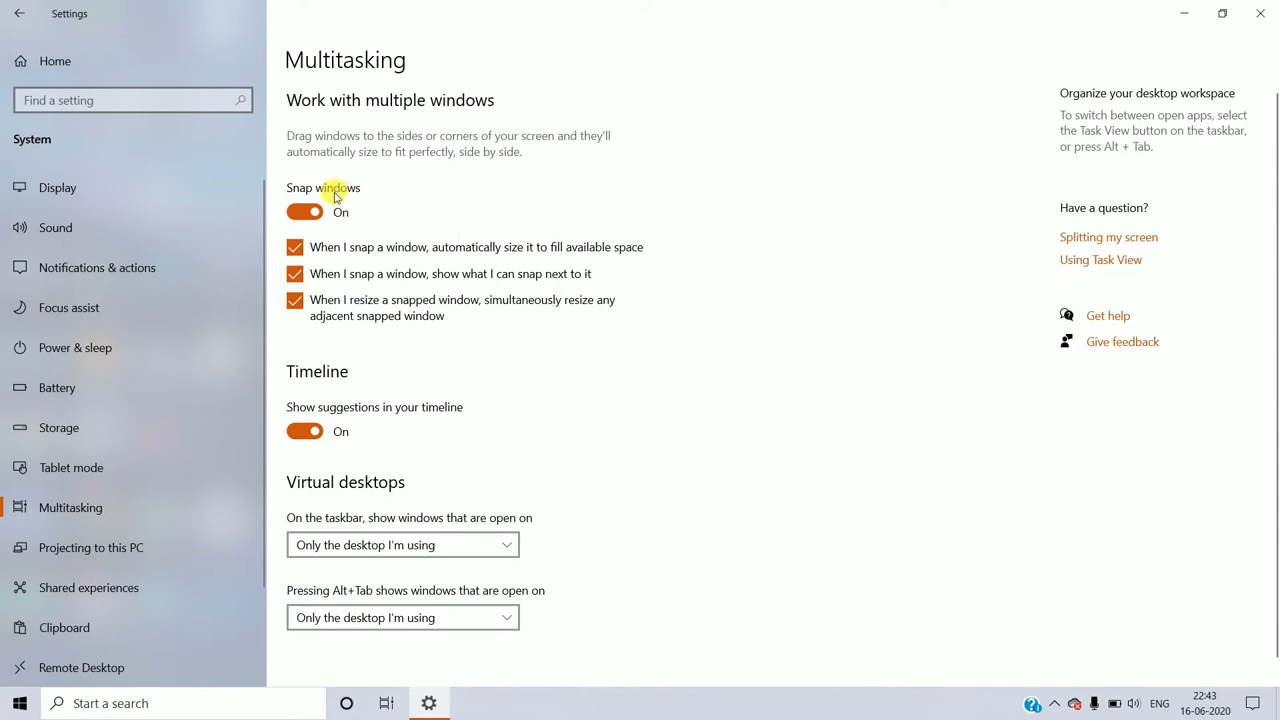 Settings
Home
Find a setting
System
Display
Sound
Notifications & actions
Focus assist
Power & sleep
Battery
Storage
Tablet mode
Multitasking
Projecting to this PC
Shared experiences
Clipboard
Remote Desktop
Multitasking
Work with multiple windows
Drag windows to the sides or corners of your screen and they'll
automatically size to fit perfectly, side by side.
Snap windows
On
When I snap a window, automatically size it to fill available space
When I snap a window, show what I can snap next to it
When I resize a snapped window, simultaneously resize any
adjacent snapped window
Timeline
Show suggestions in your timeline
On
Virtual desktops
On the taskbar, show windows that are open on
Only the desktop I'm using
Pressing Alt+Tab shows windows that are open on
Only the desktop I'm using
Organize your desktop workspace
To switch between open apps, select
the Task View button on the taskbar,
or press Alt + Tab.
Have a question?
Splitting my screen
Using Task View
Get help
Give feedback
Start a search
ENG
22:43
16-06-2020